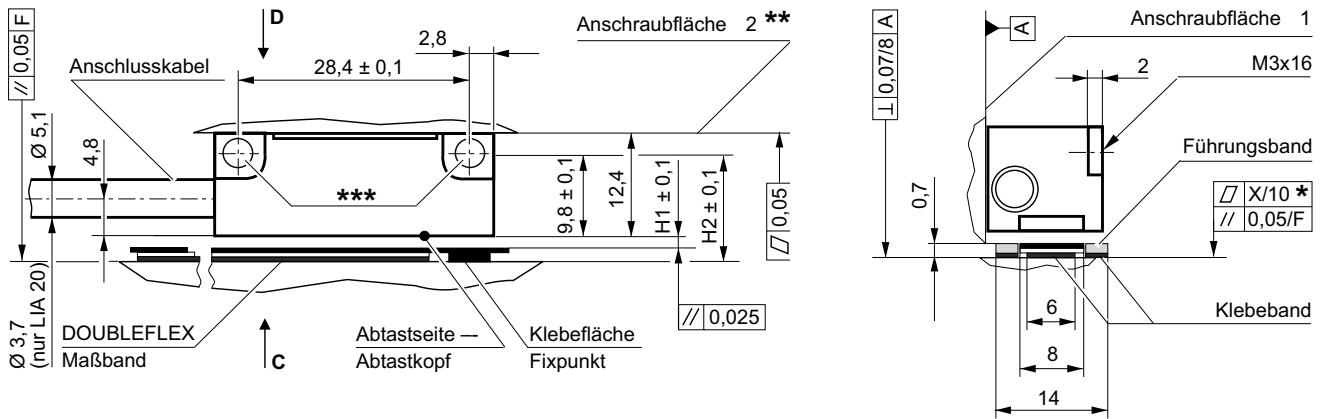 // 0,05 F
D
Anschraubfläche 2 **
2,8
28,4 ± 0,1
Anschlusskabel
Ø 5,1
4,8
***
9,8 ± 0,1
12,4
H1 ± 0,1
H2 ± 0,1
⏥ 0,05
// 0,025
Ø 3,7
(nur LIA 20)
DOUBLEFLEX
Maßband
C
Abtastseite —
Abtastkopf
Klebefläche
Fixpunkt
⊥ 0,07/8 A
A
Anschraubfläche 1
2
M3x16
Führungsband
0,7
⏥ X/10 *
// 0,05/F
Klebeband
6
8
14